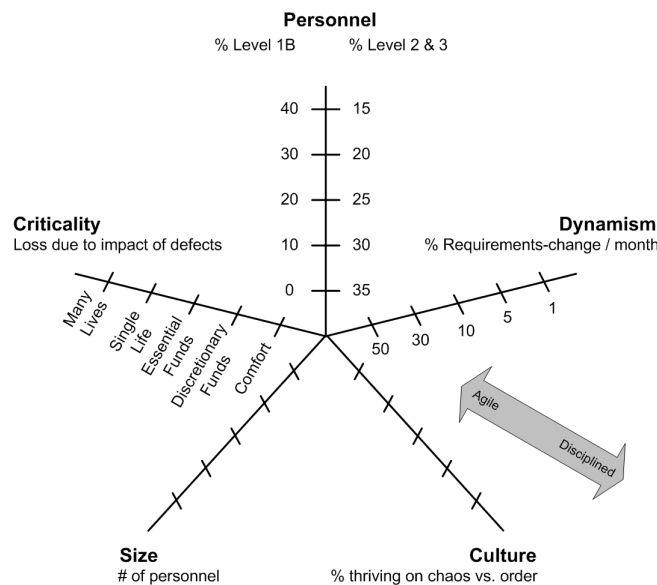 Personnel
% Level 1B % Level 2 & 3
40 15
30 20
20 25
10 30
0 35
Criticality
Loss due to impact of defects
Many
Lives
Single
Life
Essential
Funds
Discretionary
Funds
Comfort
Dynamism
% Requirements-change / month
50
30
10
5
1
Agile
Disciplined
Size
# of personnel
Culture
% thriving on chaos vs. order